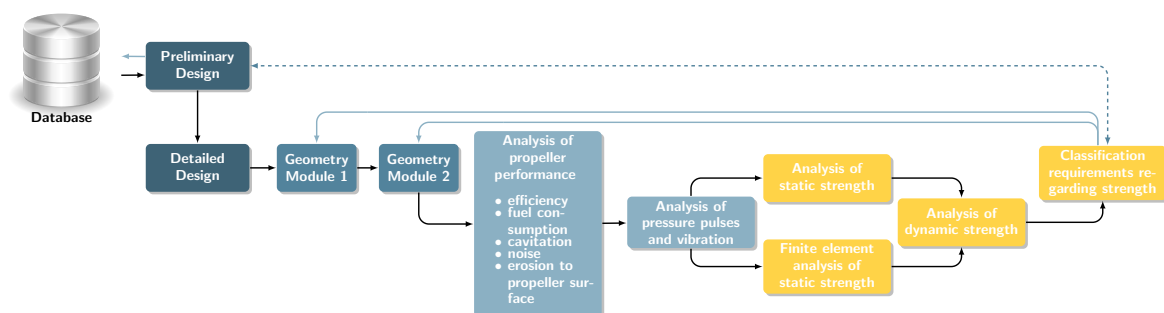 Database
Preliminary
Design
Detailed
Design
Geometry
Module 1
Geometry
Module 2
Analysis of
propeller
performance
• efficiency
• fuel con-
sumption
• cavitation
• noise
• erosion to
propeller sur-
face
Analysis of
pressure pulses
and vibration
Analysis of
static strength
Finite element
analysis of
static strength
Analysis of
dynamic strength
Classification
requirements re-
garding strength